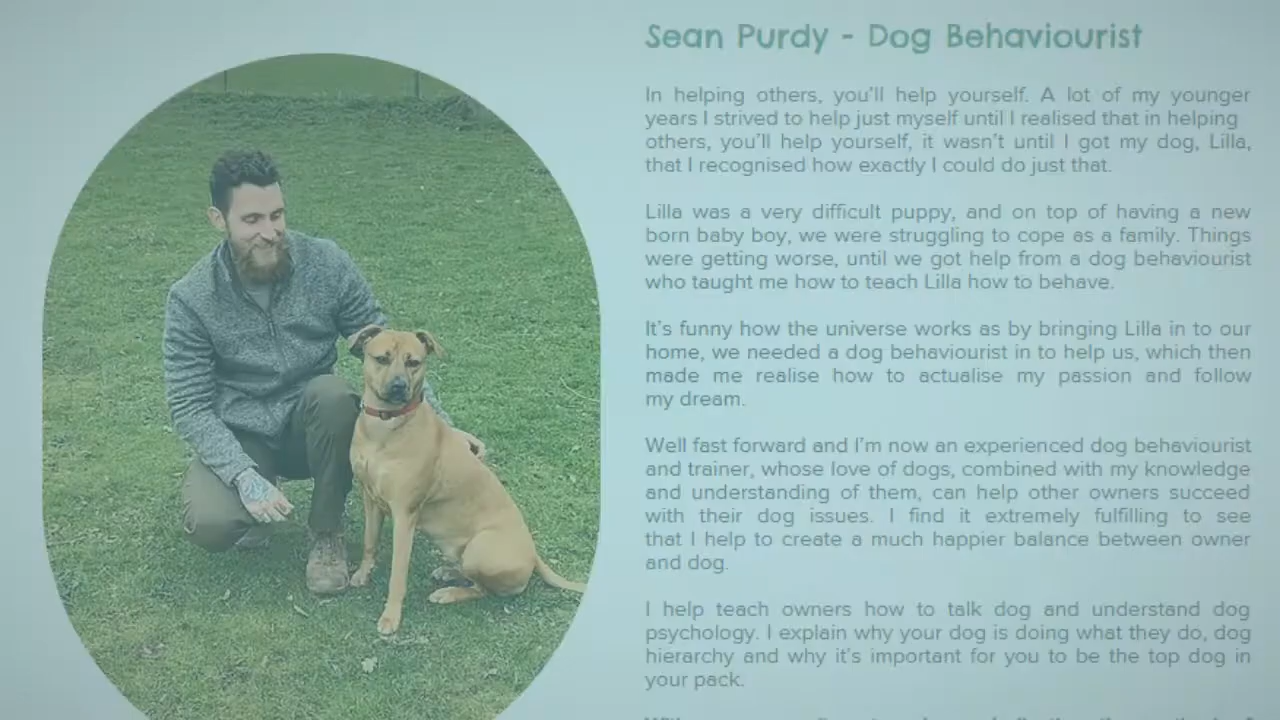 Sean Purdy - Dog Behaviourist
In helping others, you'll help yourself. A lot of my younger
years I strived to help just myself until I realised that in helping
others, you'll help yourself, it wasn't until I got my dog, Lilla,
that I recognised how exactly I could do just that.
Lilla was a very difficult puppy, and on top of having a new
born baby boy, we were struggling to cope as a family. Things
were getting worse, until we got help from a dog behaviourist
who taught me how to teach Lilla how to behave.
It's funny how the universe works as by bringing Lilla in to our
home, we needed a dog behaviourist in to help us, which then
made me realise how to actualise my passion and follow
my dream.
Well fast forward and I'm now an experienced dog behaviourist
and trainer, whose love of dogs, combined with my knowledge
and understanding of them, can help other owners succeed
with their dog issues. I find it extremely fulfilling to see
that I help to create a much happier balance between owner
and dog.
I help teach owners how to talk dog and understand dog
psychology. I explain why your dog is doing what they do, dog
hierarchy and why it's important for you to be the top dog in
your pack.